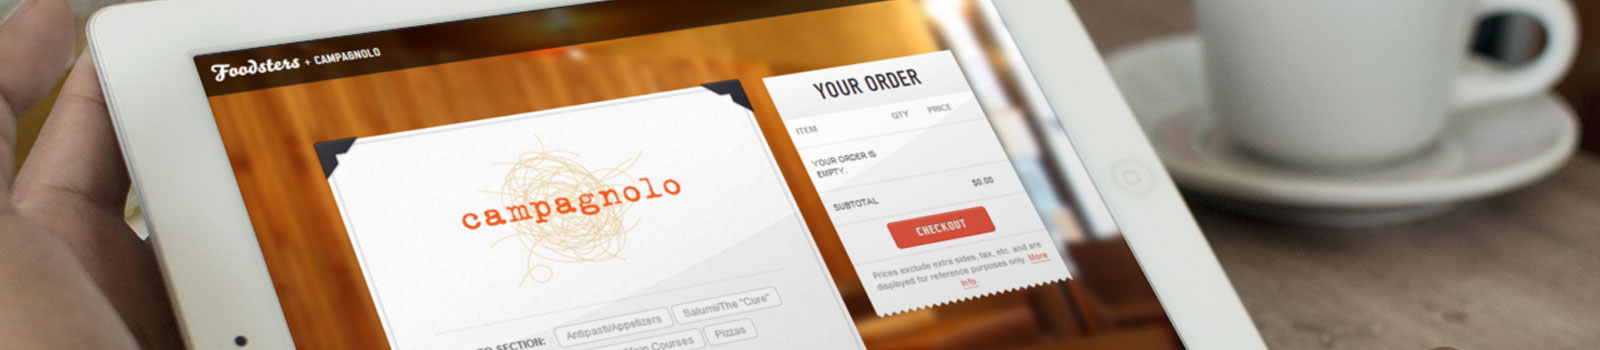 Foodsters + CAMPAGNOLO
campagnolo
TO SECTION: Antipasti/Appetizers Salumi/The "Cure"
Main Courses Pizzas
YOUR ORDER
ITEM QTY PRICE
YOUR ORDER IS
EMPTY.
SUBTOTAL $0.00
CHECKOUT
Prices exclude extra sides, tax, etc. and are
displayed for reference purposes only. More
Info.